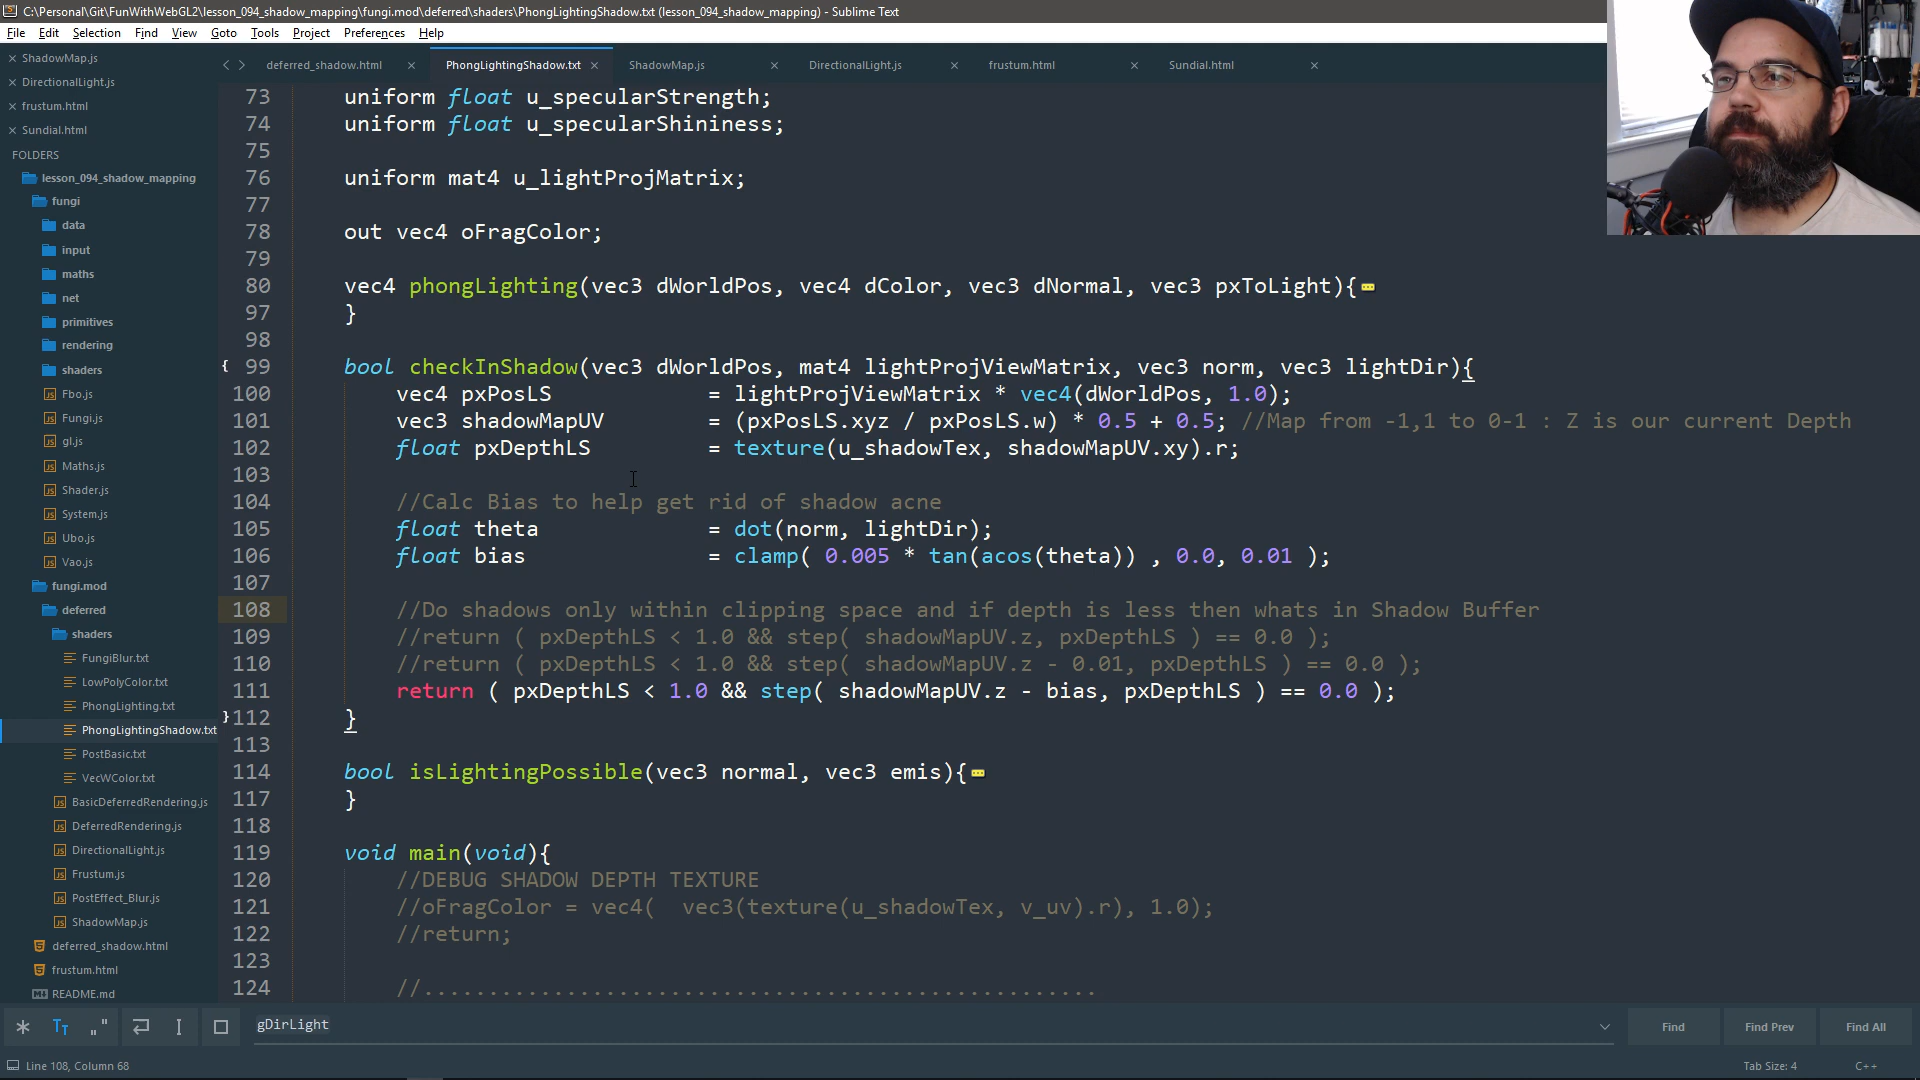 C:\Personal\Git\FunWithWebGL2\lesson_094_shadow_mapping\fungi.mod\deferred\shaders\PhongLightingShadow.txt (lesson_094_shadow_mapping) - Sublime Text
File Edit Selection Find View Goto Tools Project Preferences Help
ShadowMap.js
DirectionalLight.js
frustum.html
Sundial.html
FOLDERS
lesson_094_shadow_mapping
fungi
data
input
maths
net
primitives
rendering
shaders
Fbo.js
Fungi.js
gl.js
Maths.js
Shader.js
System.js
Ubo.js
Vao.js
fungi.mod
deferred
shaders
FungiBlur.txt
LowPolyColor.txt
PhongLighting.txt
PhongLightingShadow.txt
PostBasic.txt
VecWColor.txt
BasicDeferredRendering.js
DeferredRendering.js
DirectionalLight.js
Frustum.js
PostEffect_Blur.js
ShadowMap.js
deferred_shadow.html
frustum.html
README.md
deferred_shadow.html PhongLightingShadow.txt ShadowMap.js DirectionalLight.js frustum.html Sundial.html
73 uniform float u_specularStrength;
74 uniform float u_specularShininess;
75
76 uniform mat4 u_lightProjMatrix;
77
78 out vec4 oFragColor;
79
80 vec4 phongLighting(vec3 dWorldPos, vec4 dColor, vec3 dNormal, vec3 pxToLight){
97 }
98
99 bool checkInShadow(vec3 dWorldPos, mat4 lightProjViewMatrix, vec3 norm, vec3 lightDir){
100 vec4 pxPosLS = lightProjViewMatrix * vec4(dWorldPos, 1.0);
101 vec3 shadowMapUV = (pxPosLS.xyz / pxPosLS.w) * 0.5 + 0.5; //Map from -1,1 to 0-1 : Z is our current Depth
102 float pxDepthLS = texture(u_shadowTex, shadowMapUV.xy).r;
103
104 //Calc Bias to help get rid of shadow acne
105 float theta = dot(norm, lightDir);
106 float bias = clamp( 0.005 * tan(acos(theta)) , 0.0, 0.01 );
107
108 //Do shadows only within clipping space and if depth is less then whats in Shadow Buffer
109 //return ( pxDepthLS < 1.0 && step( shadowMapUV.z, pxDepthLS ) == 0.0 );
110 //return ( pxDepthLS < 1.0 && step( shadowMapUV.z - 0.01, pxDepthLS ) == 0.0 );
111 return ( pxDepthLS < 1.0 && step( shadowMapUV.z - bias, pxDepthLS ) == 0.0 );
112 }
113
114 bool isLightingPossible(vec3 normal, vec3 emis){
117 }
118
119 void main(void){
120 //DEBUG SHADOW DEPTH TEXTURE
121 //oFragColor = vec4( vec3(texture(u_shadowTex, v_uv).r), 1.0);
122 //return;
123
124 //....................................................
gDirLight
Find Find Prev Find All
Line 108, Column 68
Tab Size: 4 C++